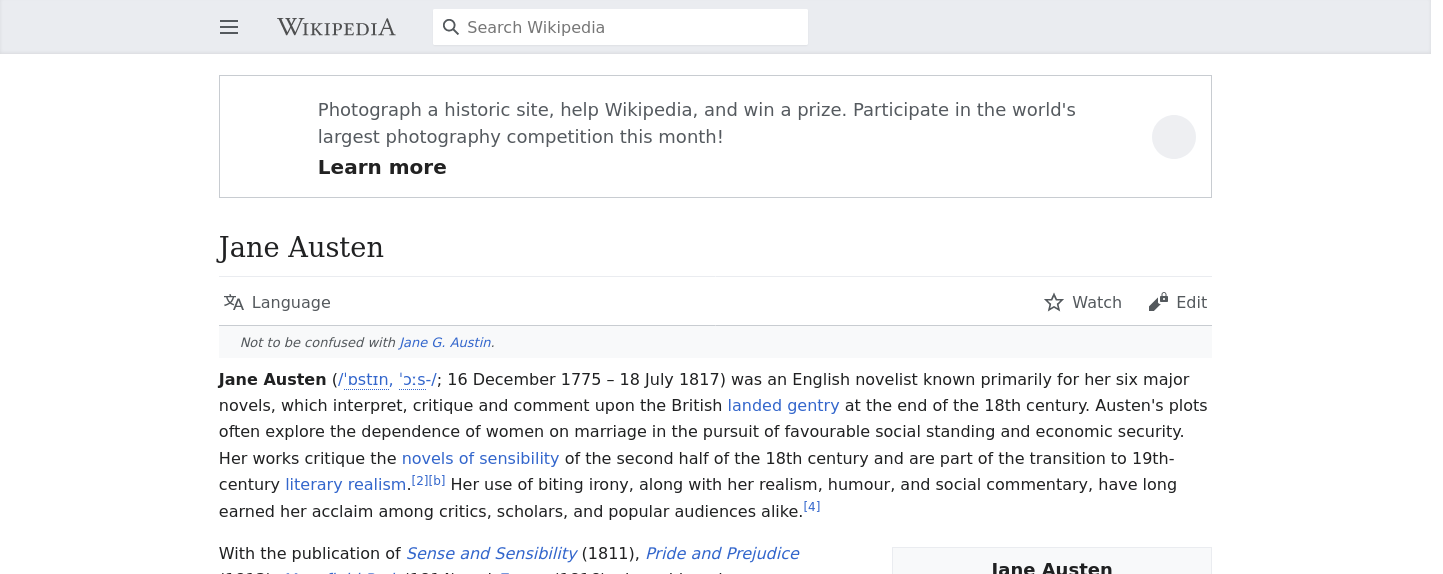 WIKIPEDIA
Search Wikipedia
Photograph a historic site, help Wikipedia, and win a prize. Participate in the world's
largest photography competition this month!
Learn more
Jane Austen
Language
Watch
Edit
Not to be confused with Jane G. Austin.
Jane Austen (/ˈɒstɪn, ˈɔːs-/; 16 December 1775 – 18 July 1817) was an English novelist known primarily for her six major
novels, which interpret, critique and comment upon the British landed gentry at the end of the 18th century. Austen's plots
often explore the dependence of women on marriage in the pursuit of favourable social standing and economic security.
Her works critique the novels of sensibility of the second half of the 18th century and are part of the transition to 19th-
century literary realism.[2][b] Her use of biting irony, along with her realism, humour, and social commentary, have long
earned her acclaim among critics, scholars, and popular audiences alike.[4]
With the publication of Sense and Sensibility (1811), Pride and Prejudice
Jane Austen